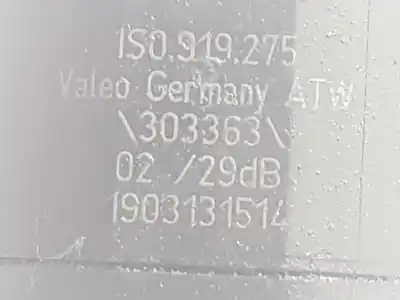 1S0.919.275
Valeo Germany ATW
\303363\
02 /29dB
1903131514